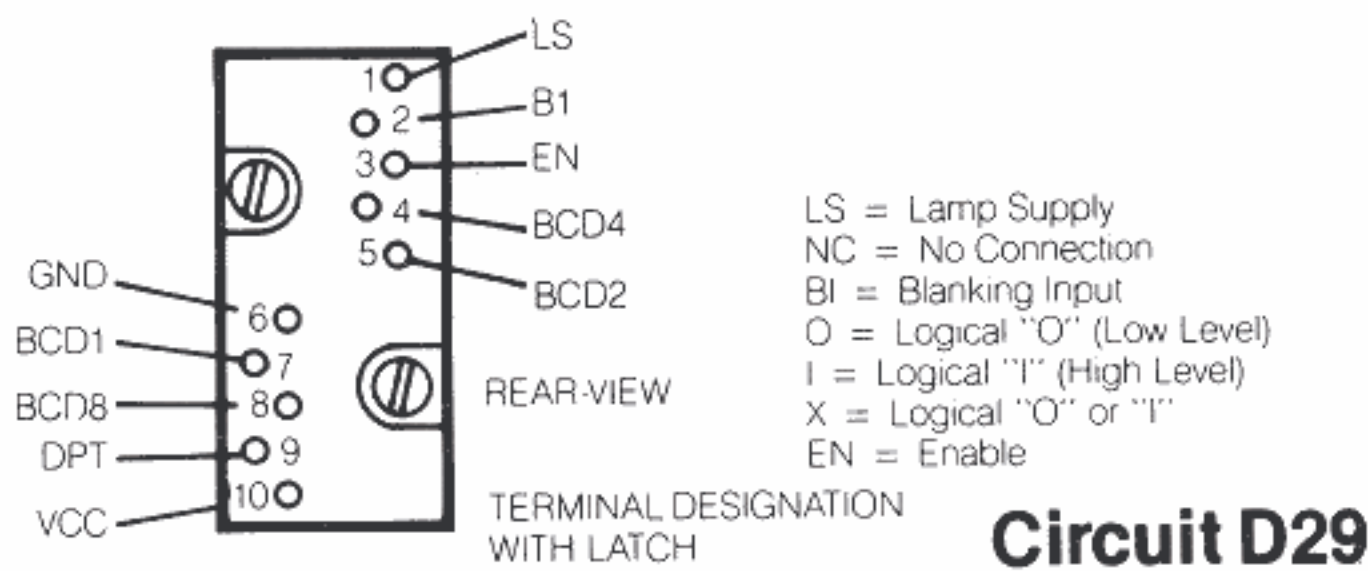 LS
1
B1
2
EN
3
BCD4
4
BCD2
5
GND
6
BCD1
7
BCD8
8
DPT
9
VCC
10
REAR-VIEW
TERMINAL DESIGNATION
WITH LATCH
LS = Lamp Supply
NC = No Connection
BI = Blanking Input
O = Logical "O" (Low Level)
I = Logical "I" (High Level)
X = Logical "O" or "I"
EN = Enable
Circuit D29